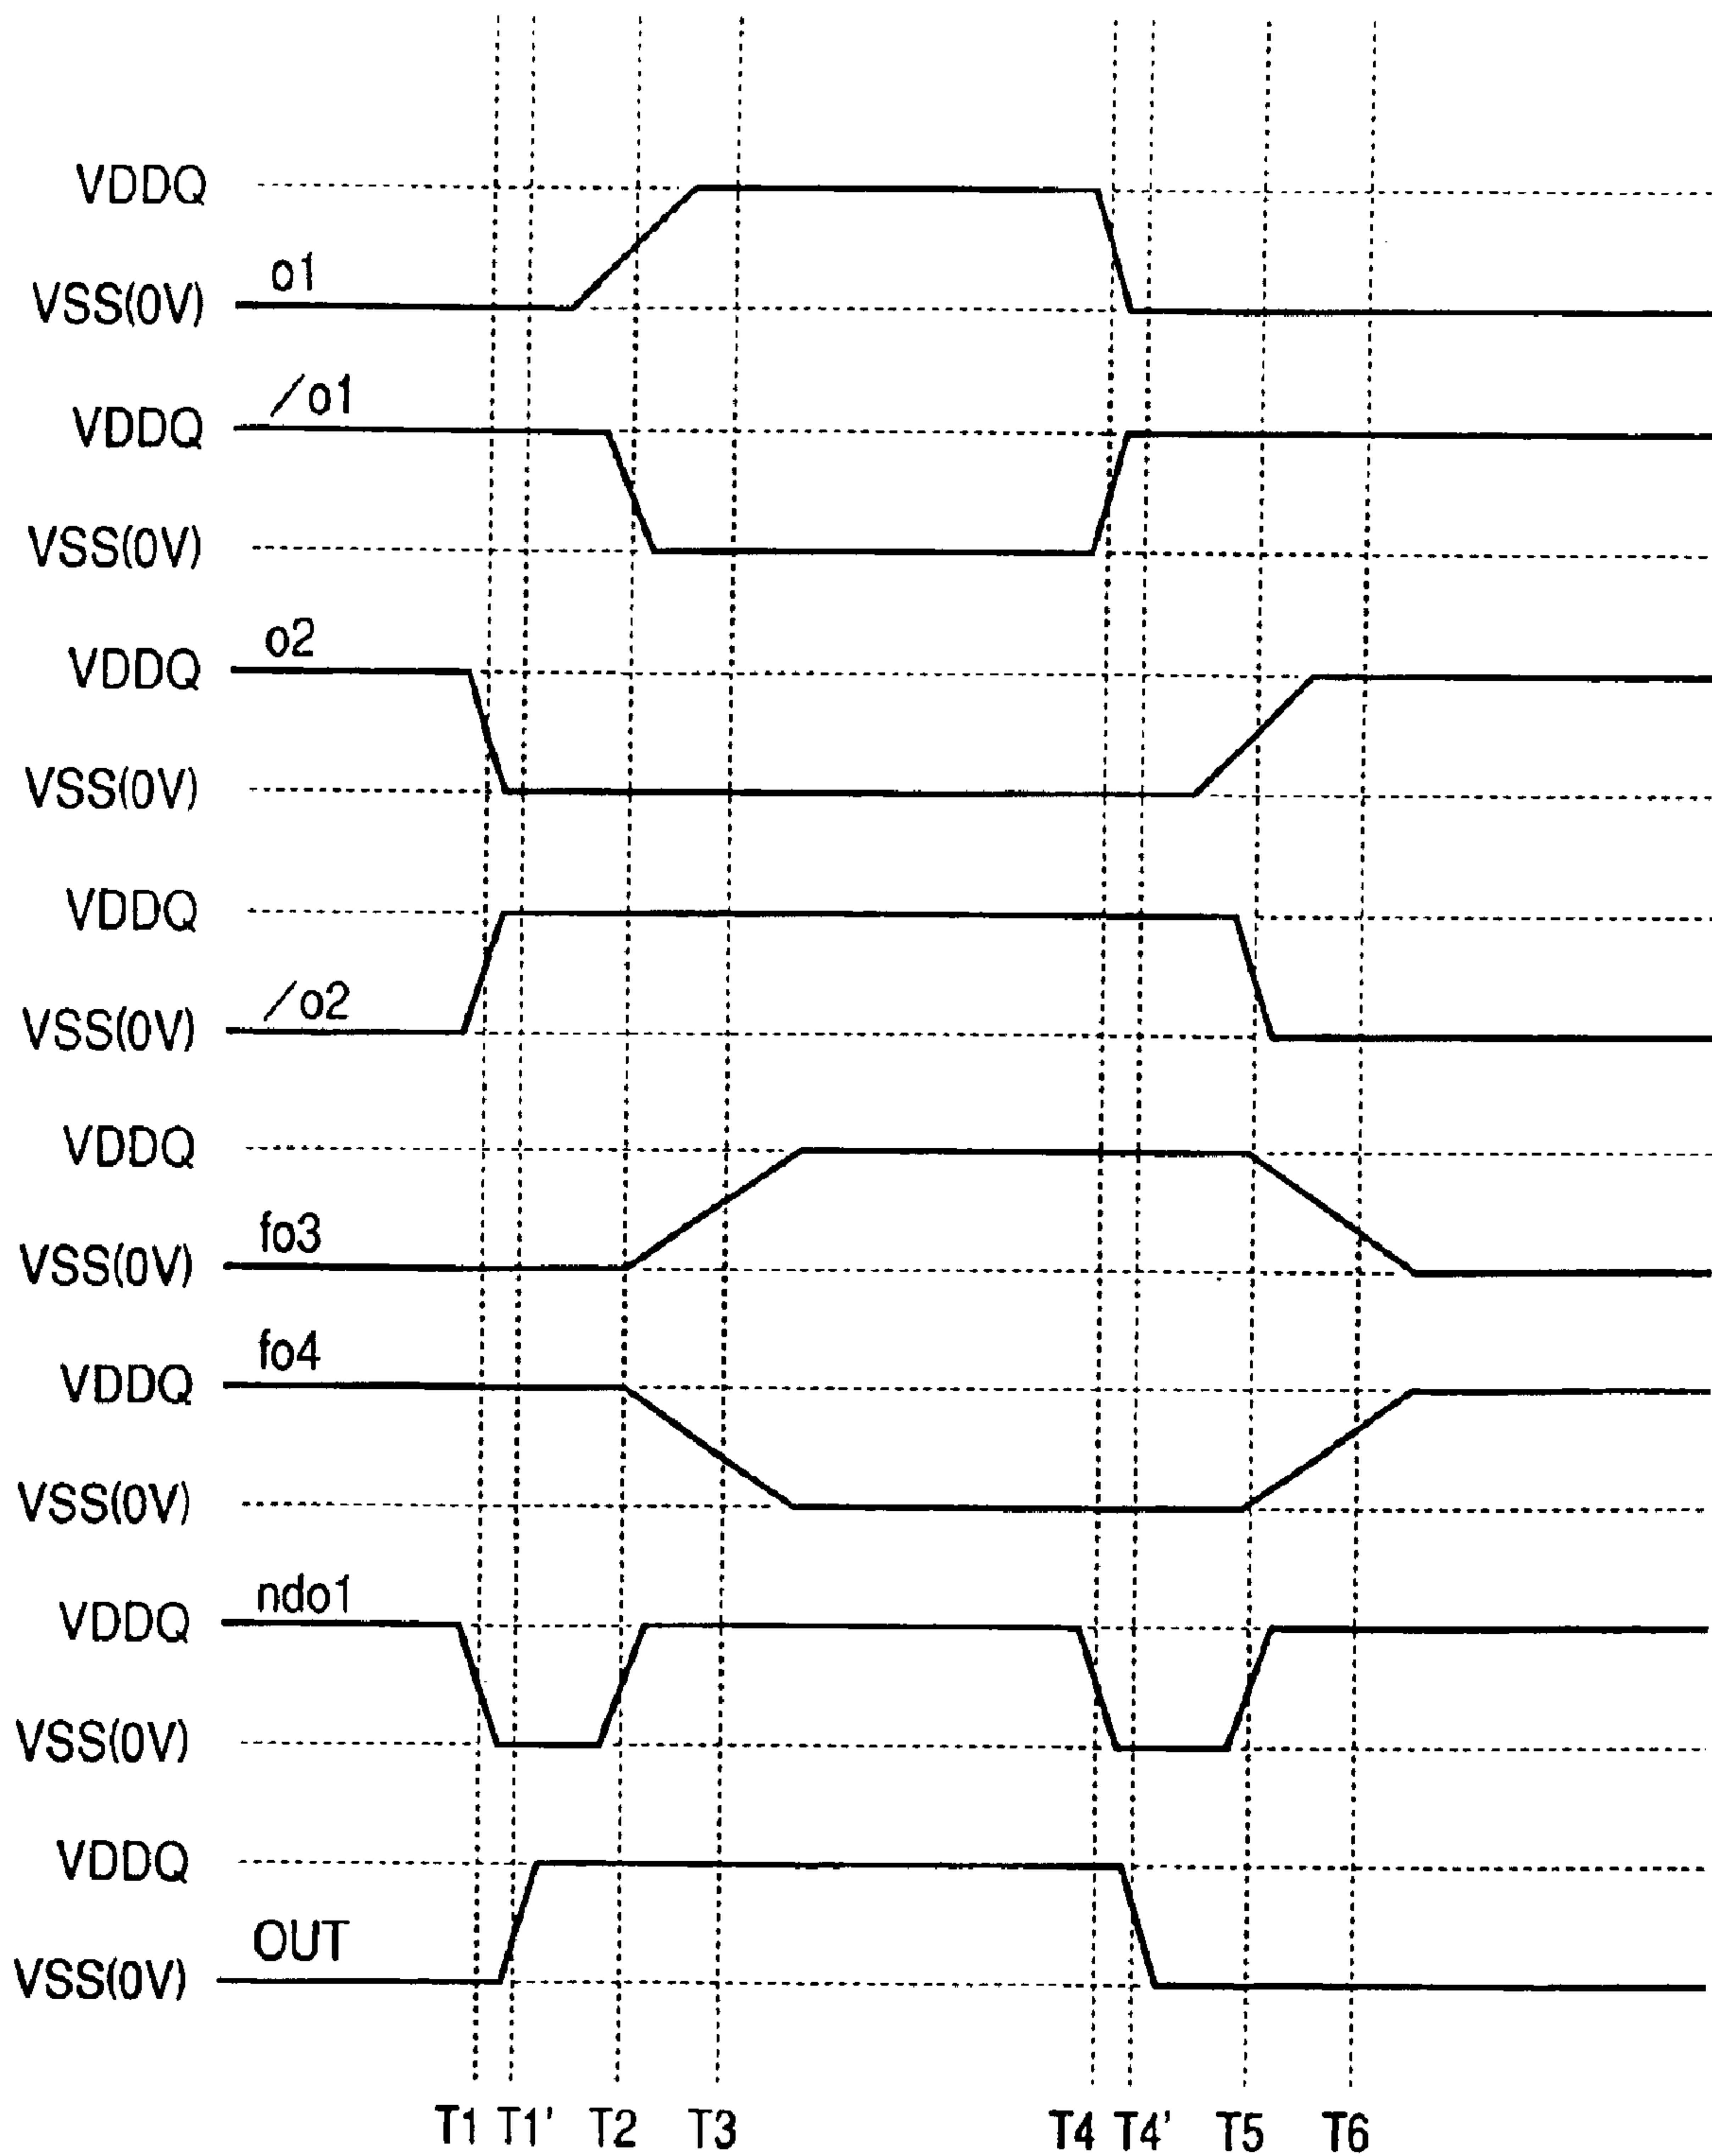 VDDQ
o1
VSS(0V)
/o1
VDDQ
VSS(0V)
o2
VDDQ
VSS(0V)
VDDQ
/o2
VSS(0V)
VDDQ
fo3
VSS(0V)
fo4
VDDQ
VSS(0V)
ndo1
VDDQ
VSS(0V)
VDDQ
OUT
VSS(0V)
T1 T1' T2 T3 T4 T4' T5 T6